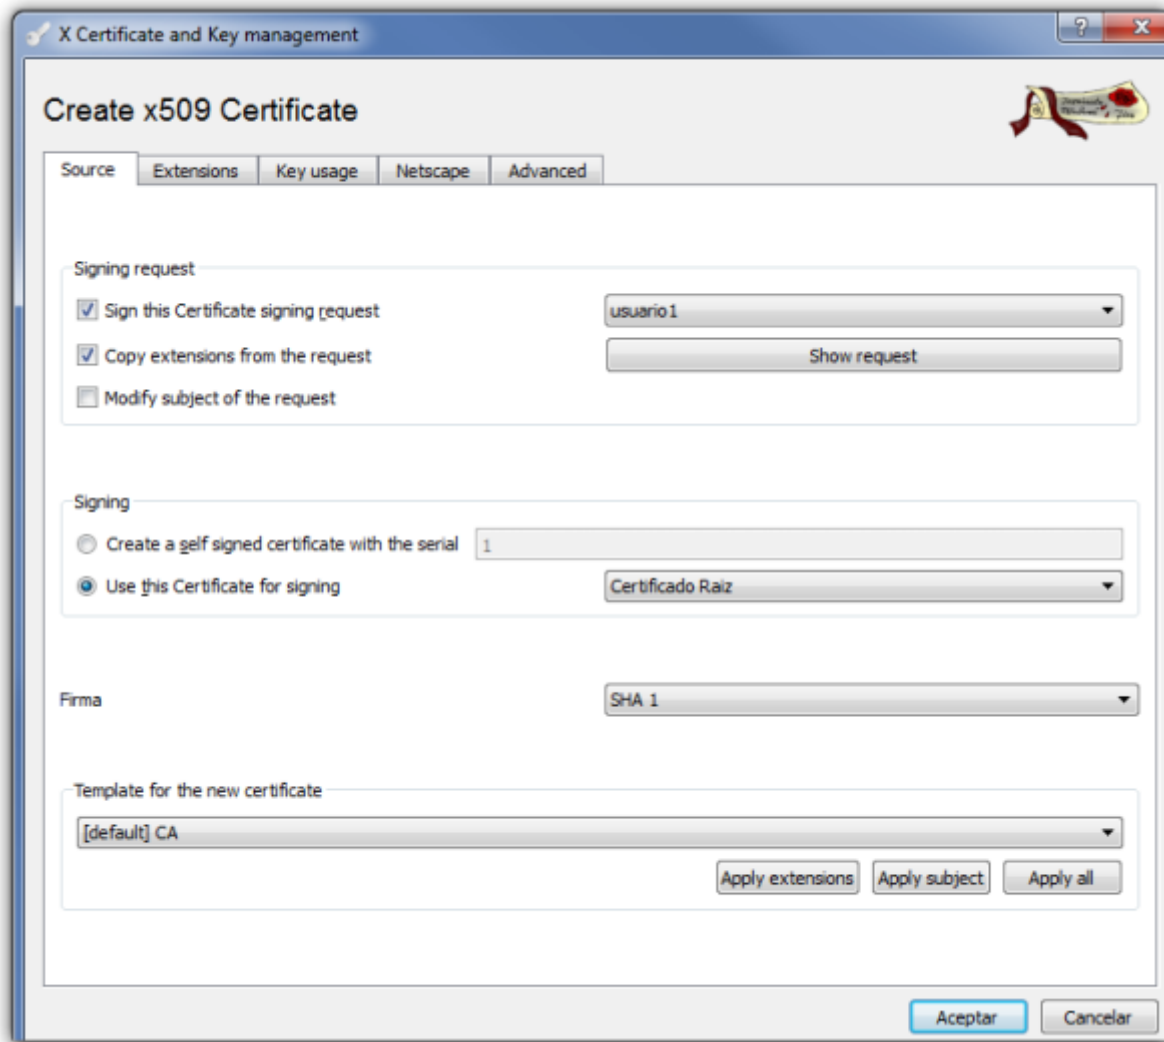 X Certificate and Key management
Create x509 Certificate
Source Extensions Key usage Netscape Advanced
Signing request
Sign this Certificate signing request usuario1
Copy extensions from the request Show request
Modify subject of the request
Signing
Create a self signed certificate with the serial 1
Use this Certificate for signing Certificado Raiz
Firma SHA 1
Template for the new certificate
[default] CA
Apply extensions Apply subject Apply all
Aceptar Cancelar